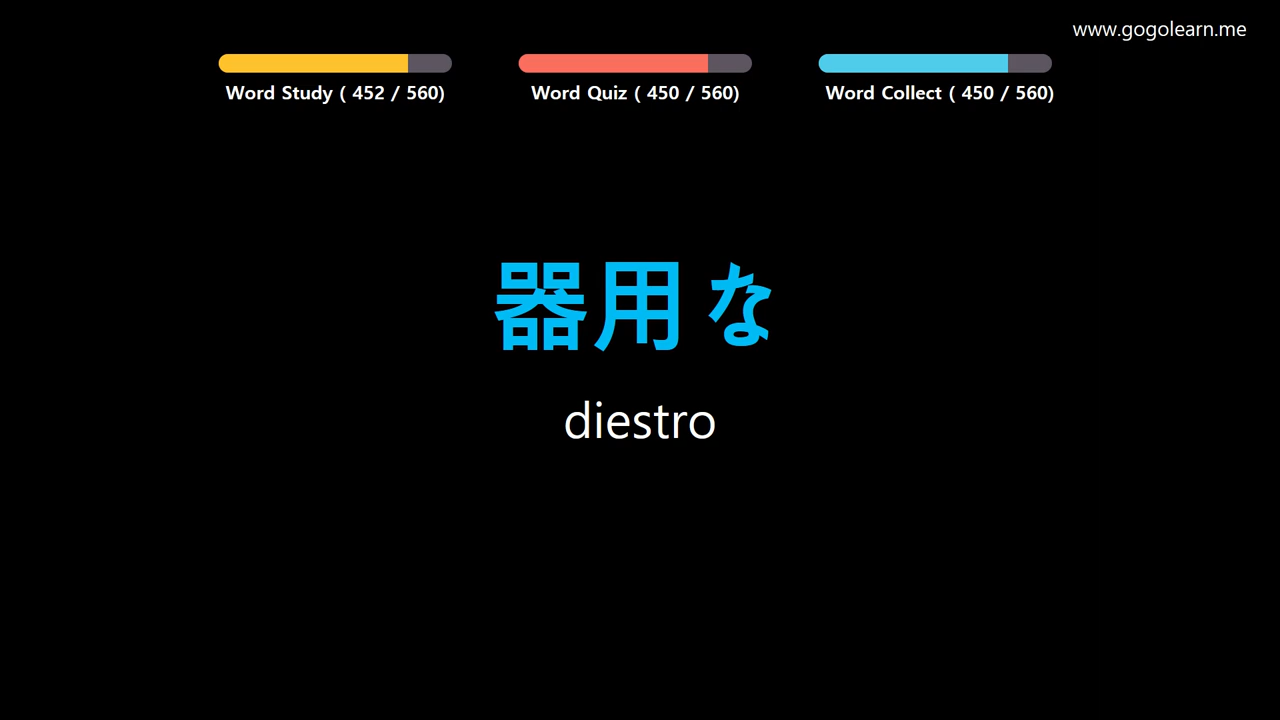 www.gogolearn.me
Word Study ( 452 / 560)
Word Quiz ( 450 / 560)
Word Collect ( 450 / 560)
器用な
diestro